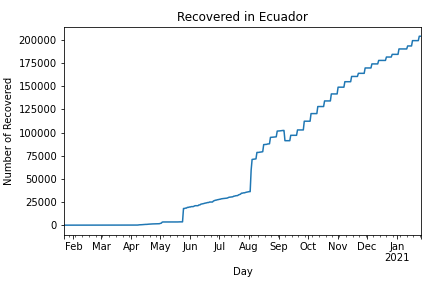 Recovered in Ecuador
Number of Recovered
200000
175000
150000
125000
100000
75000
50000
25000
0
Feb Mar Apr May Jun Jul Aug Sep Oct Nov Dec Jan
2021
Day